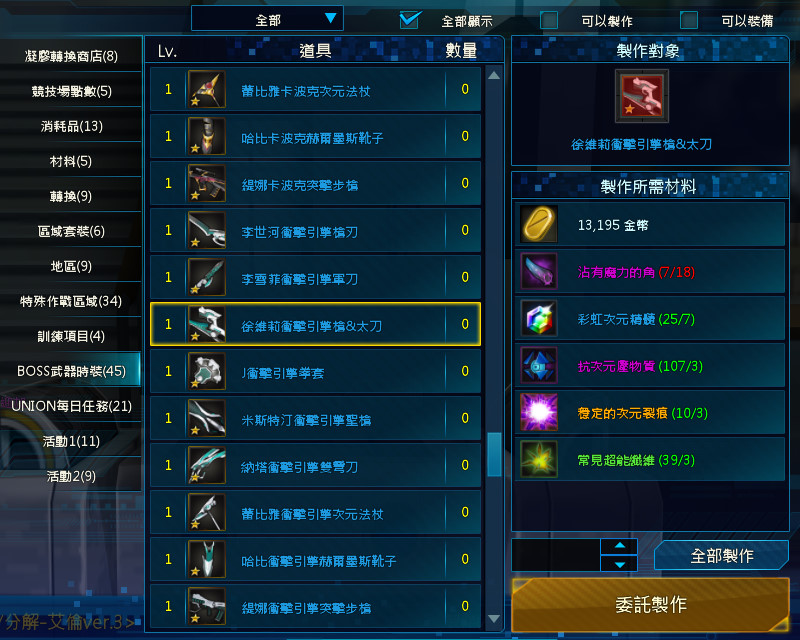 全部
全部顯示
可以製作
可以裝備
凝膠轉換商店(8)
競技場點數(5)
消耗品(13)
材料(5)
轉換(9)
區域套裝(6)
地區(9)
特殊作戰區域(34)
訓練項目(4)
BOSS武器時裝(45)
UNION每日任務(21)
活動1(11)
活動2(9)
Lv. 道具 數量
1 蕾比雅卡波克次元法杖 0
1 哈比卡波克赫爾墨斯靴子 0
1 緹娜卡波克突擊步槍 0
1 李世河衝擊引擎槍刃 0
1 李雪菲衝擊引擎軍刀 0
1 徐維莉衝擊引擎槍&太刀 0
1 J衝擊引擎拳套 0
1 米斯特汀衝擊引擎聖槍 0
1 納塔衝擊引擎雙彎刀 0
1 蕾比雅衝擊引擎次元法杖 0
1 哈比衝擊引擎赫爾墨斯靴子 0
1 緹娜衝擊引擎突擊步槍 0
製作對象
徐維莉衝擊引擎槍&太刀
製作所需材料
13,195 金幣
沾有魔力的角 (7/18)
彩虹次元精髓 (25/7)
抗次元塵物質 (107/3)
穩定的次元裂痕 (10/3)
常見超能纖維 (39/3)
全部製作
委託製作
/分解-艾倫ver.3>